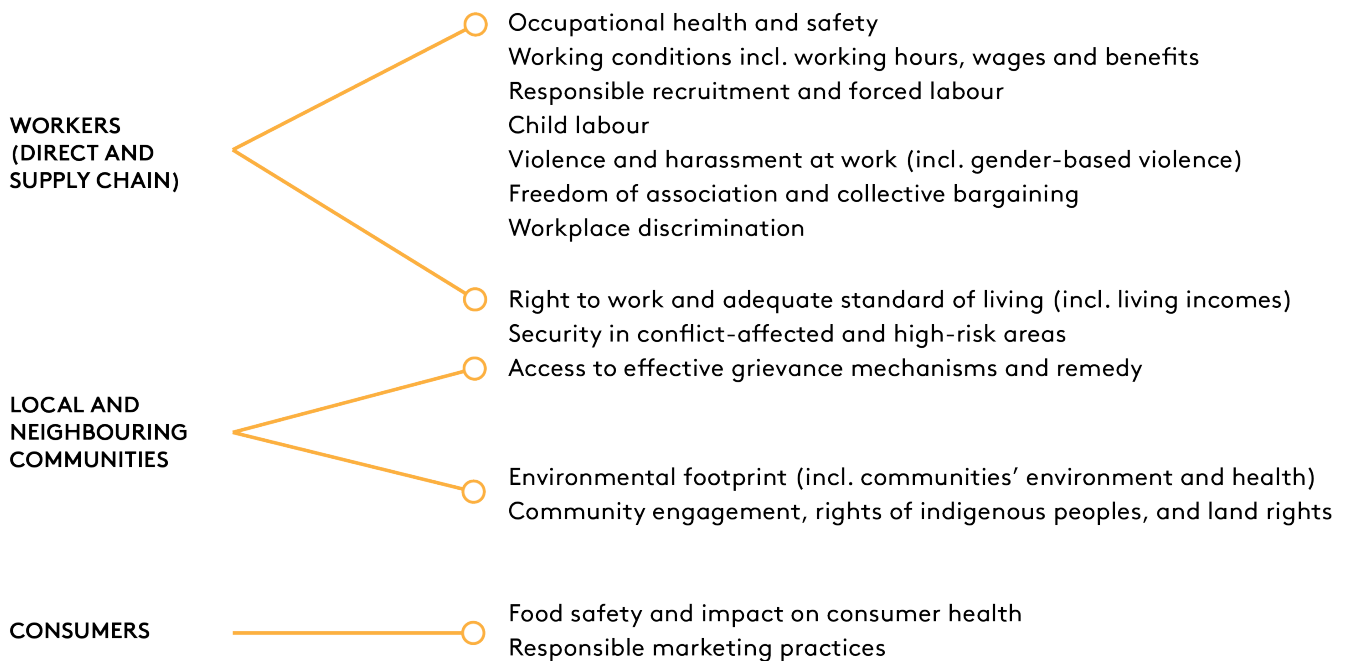 WORKERS
(DIRECT AND
SUPPLY CHAIN)
Occupational health and safety
Working conditions incl. working hours, wages and benefits
Responsible recruitment and forced labour
Child labour
Violence and harassment at work (incl. gender-based violence)
Freedom of association and collective bargaining
Workplace discrimination
Right to work and adequate standard of living (incl. living incomes)
Security in conflict-affected and high-risk areas
Access to effective grievance mechanisms and remedy
LOCAL AND
NEIGHBOURING
COMMUNITIES
Environmental footprint (incl. communities’ environment and health)
Community engagement, rights of indigenous peoples, and land rights
CONSUMERS
Food safety and impact on consumer health
Responsible marketing practices